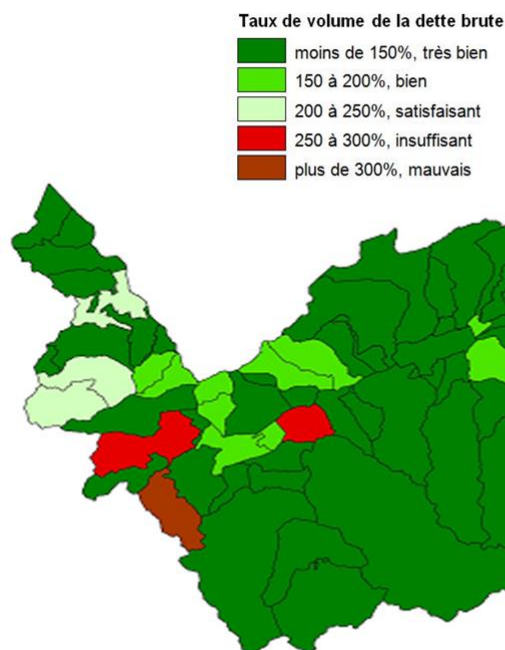 Taux de volume de la dette brute
moins de 150%, très bien
150 à 200%, bien
200 à 250%, satisfaisant
250 à 300%, insuffisant
plus de 300%, mauvais